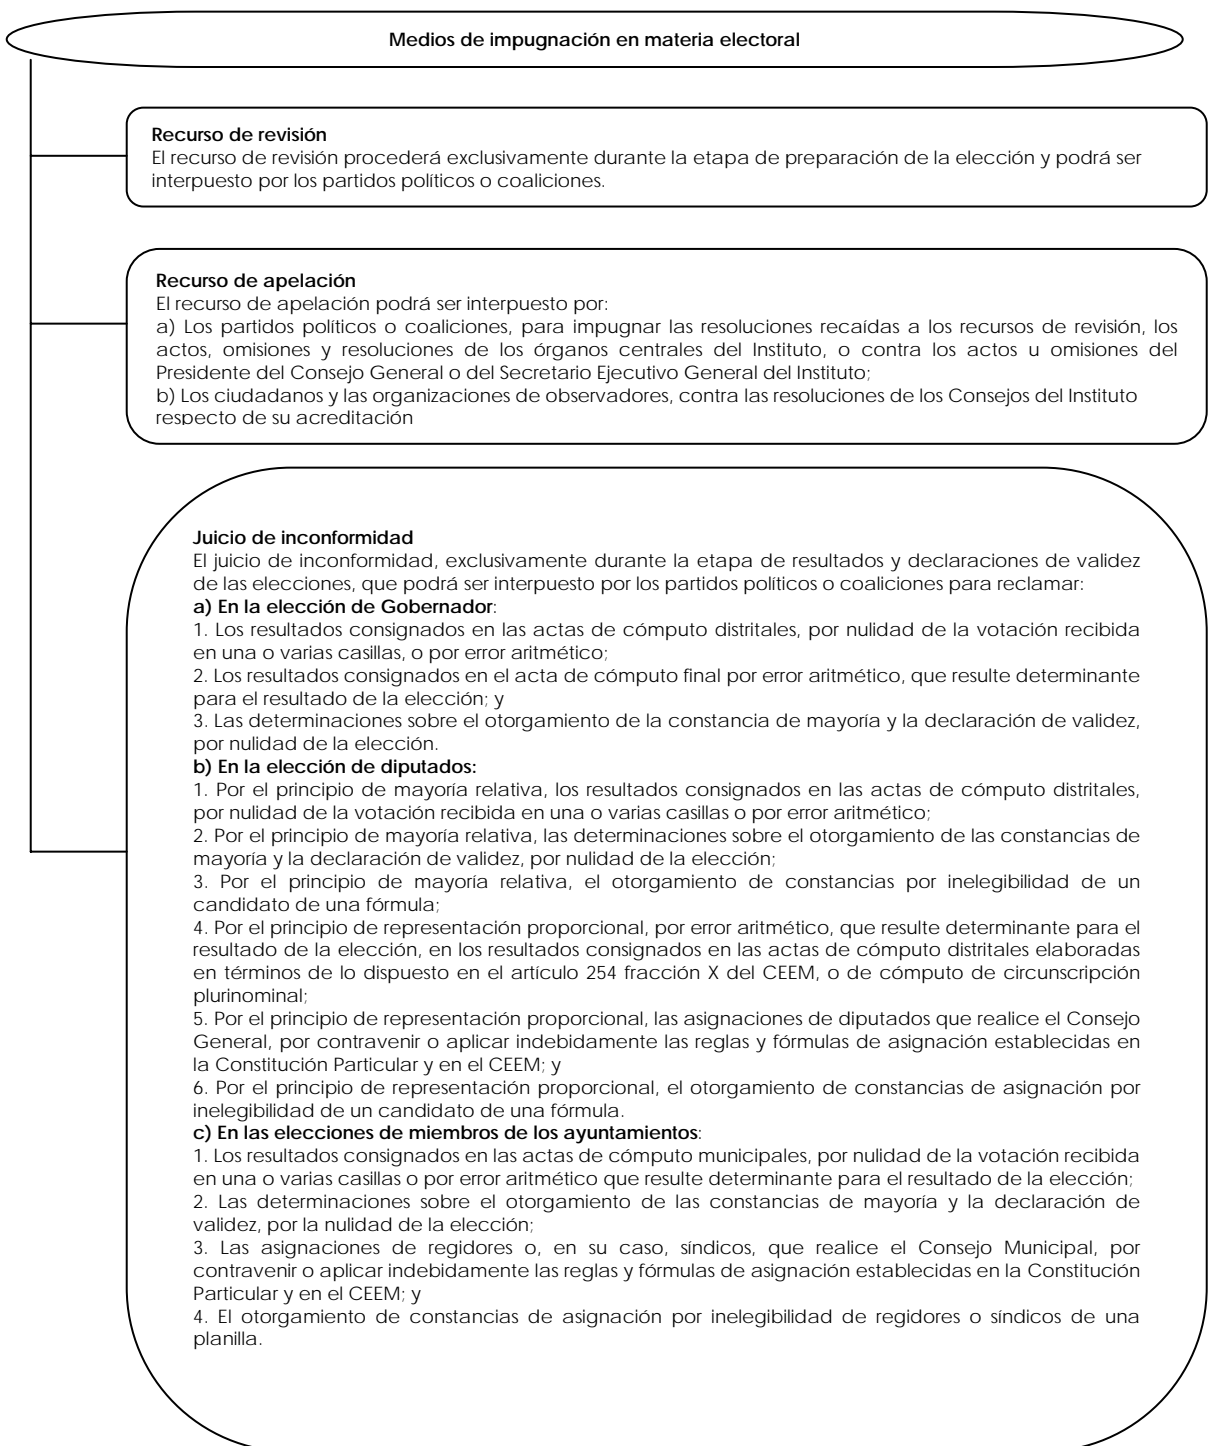 Medios de impugnación en materia electoral
Recurso de revisión
El recurso de revisión procederá exclusivamente durante la etapa de preparación de la elección y podrá ser
interpuesto por los partidos políticos o coaliciones.
Recurso de apelación
El recurso de apelación podrá ser interpuesto por:
a) Los partidos políticos o coaliciones, para impugnar las resoluciones recaídas a los recursos de revisión, los
actos, omisiones y resoluciones de los órganos centrales del Instituto, o contra los actos u omisiones del
Presidente del Consejo General o del Secretario Ejecutivo General del Instituto;
b) Los ciudadanos y las organizaciones de observadores, contra las resoluciones de los Consejos del Instituto
respecto de su acreditación
Juicio de inconformidad
El juicio de inconformidad, exclusivamente durante la etapa de resultados y declaraciones de validez
de las elecciones, que podrá ser interpuesto por los partidos políticos o coaliciones para reclamar:
a) En la elección de Gobernador:
1. Los resultados consignados en las actas de cómputo distritales, por nulidad de la votación recibida
en una o varias casillas, o por error aritmético;
2. Los resultados consignados en el acta de cómputo final por error aritmético, que resulte determinante
para el resultado de la elección; y
3. Las determinaciones sobre el otorgamiento de la constancia de mayoría y la declaración de validez,
por nulidad de la elección.
b) En la elección de diputados:
1. Por el principio de mayoría relativa, los resultados consignados en las actas de cómputo distritales,
por nulidad de la votación recibida en una o varias casillas o por error aritmético;
2. Por el principio de mayoría relativa, las determinaciones sobre el otorgamiento de las constancias de
mayoría y la declaración de validez, por nulidad de la elección;
3. Por el principio de mayoría relativa, el otorgamiento de constancias por inelegibilidad de un
candidato de una fórmula;
4. Por el principio de representación proporcional, por error aritmético, que resulte determinante para el
resultado de la elección, en los resultados consignados en las actas de cómputo distritales elaboradas
en términos de lo dispuesto en el artículo 254 fracción X del CEEM, o de cómputo de circunscripción
plurinominal;
5. Por el principio de representación proporcional, las asignaciones de diputados que realice el Consejo
General, por contravenir o aplicar indebidamente las reglas y fórmulas de asignación establecidas en
la Constitución Particular y en el CEEM; y
6. Por el principio de representación proporcional, el otorgamiento de constancias de asignación por
inelegibilidad de un candidato de una fórmula.
c) En las elecciones de miembros de los ayuntamientos:
1. Los resultados consignados en las actas de cómputo municipales, por nulidad de la votación recibida
en una o varias casillas o por error aritmético que resulte determinante para el resultado de la elección;
2. Las determinaciones sobre el otorgamiento de las constancias de mayoría y la declaración de
validez, por la nulidad de la elección;
3. Las asignaciones de regidores o, en su caso, síndicos, que realice el Consejo Municipal, por
contravenir o aplicar indebidamente las reglas y fórmulas de asignación establecidas en la Constitución
Particular y en el CEEM; y
4. El otorgamiento de constancias de asignación por inelegibilidad de regidores o síndicos de una
planilla.